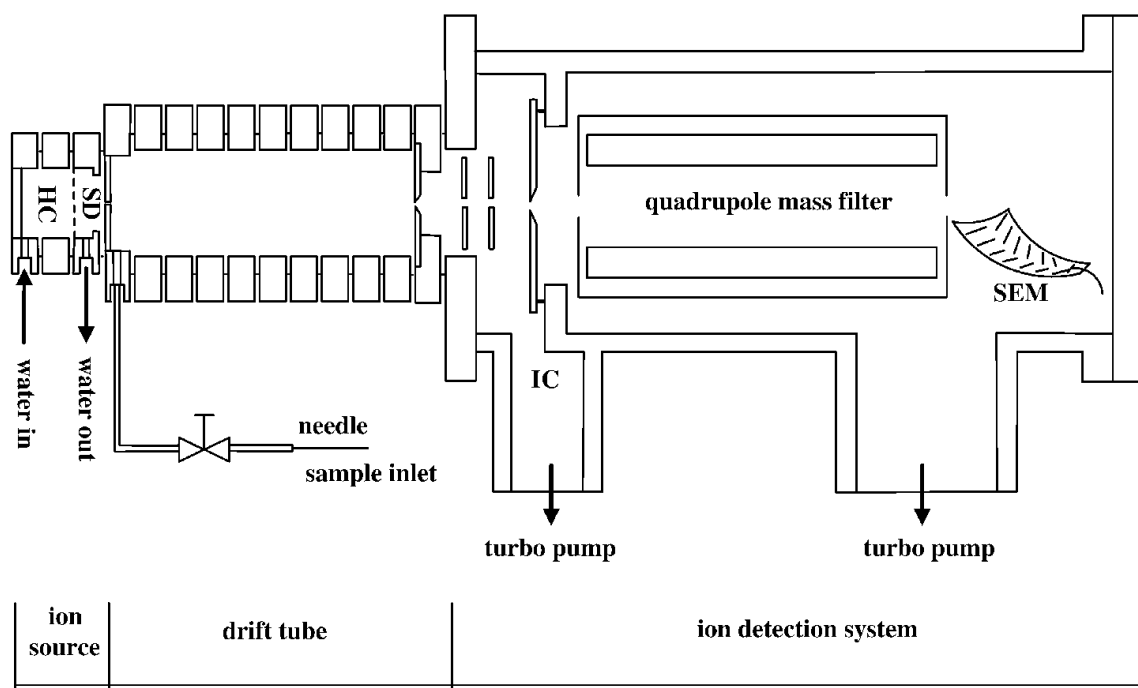 HC
SD
quadrupole mass filter
SEM
IC
water in
water out
needle
sample inlet
turbo pump
turbo pump
ion
source
drift tube
ion detection system